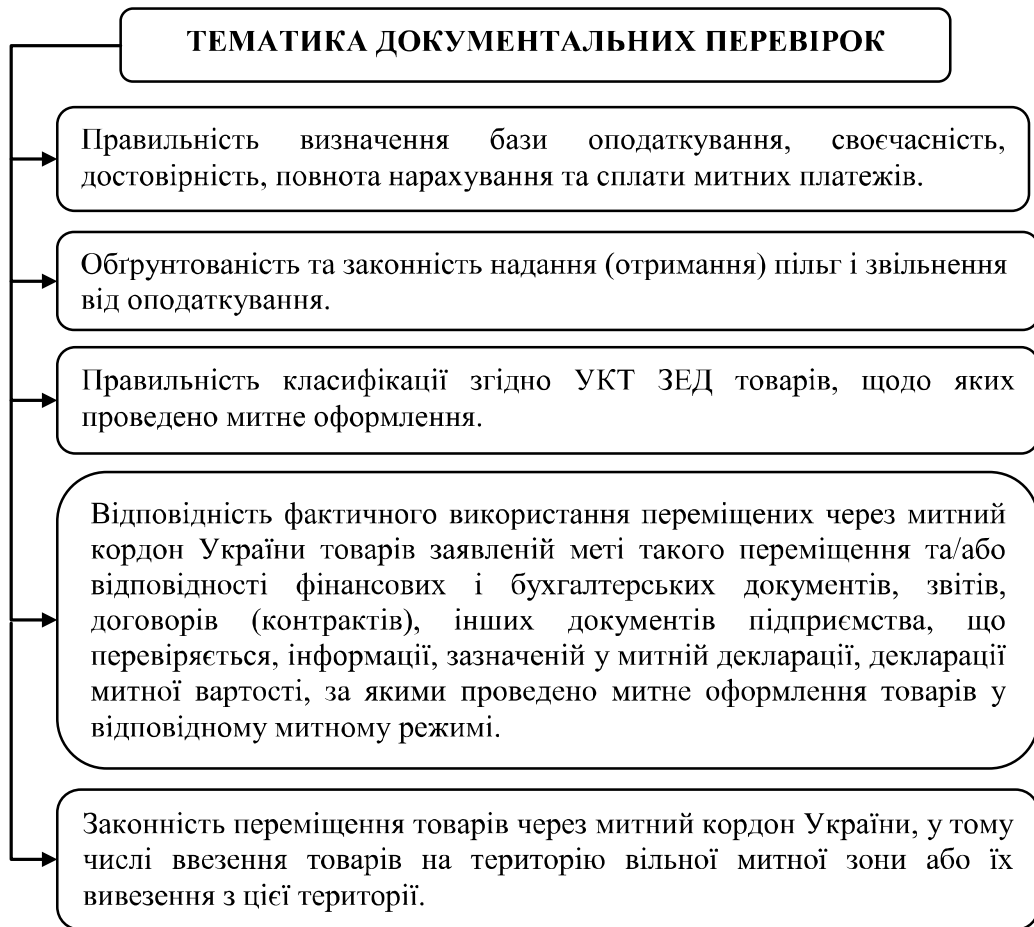 ТЕМАТИКА ДОКУМЕНТАЛЬНИХ ПЕРЕВІРОК
Правильність визначення бази оподаткування, своєчасність,
достовірність, повнота нарахування та сплати митних платежів.
Обґрунтованість та законність надання (отримання) пільг і звільнення
від оподаткування.
Правильність класифікації згідно УКТ ЗЕД товарів, щодо яких
проведено митне оформлення.
Відповідність фактичного використання переміщених через митний
кордон України товарів заявленій меті такого переміщення та/або
відповідності фінансових і бухгалтерських документів, звітів,
договорів (контрактів), інших документів підприємства, що
перевіряється, інформації, зазначеній у митній декларації, декларації
митної вартості, за якими проведено митне оформлення товарів у
відповідному митному режимі.
Законність переміщення товарів через митний кордон України, у тому
числі ввезення товарів на територію вільної митної зони або їх
вивезення з цієї території.